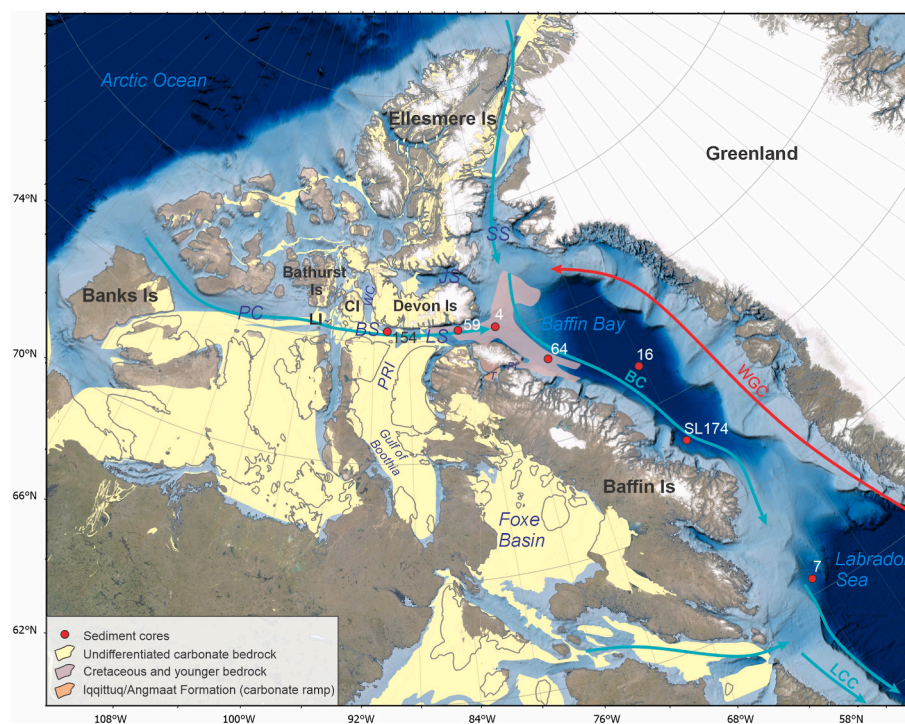 Arctic Ocean
Ellesmere Is
Greenland
74°N
SS
Bathurst
Is
JS
Banks Is
WC
CI
Devon Is
PC
LI
BS
154
LS
59
4
Baffin Bay
70°N
64
16
PRI
BC
WGC
SL174
Gulf of
Boothia
Baffin Is
66°N
Foxe
Basin
7
Labrador
Sea
62°N
LCC
Sediment cores
Undifferentiated carbonate bedrock
Cretaceous and younger bedrock
Iqqittuq/Angmaat Formation (carbonate ramp)
108°W
100°W
92°W
84°W
76°W
68°W
60°W